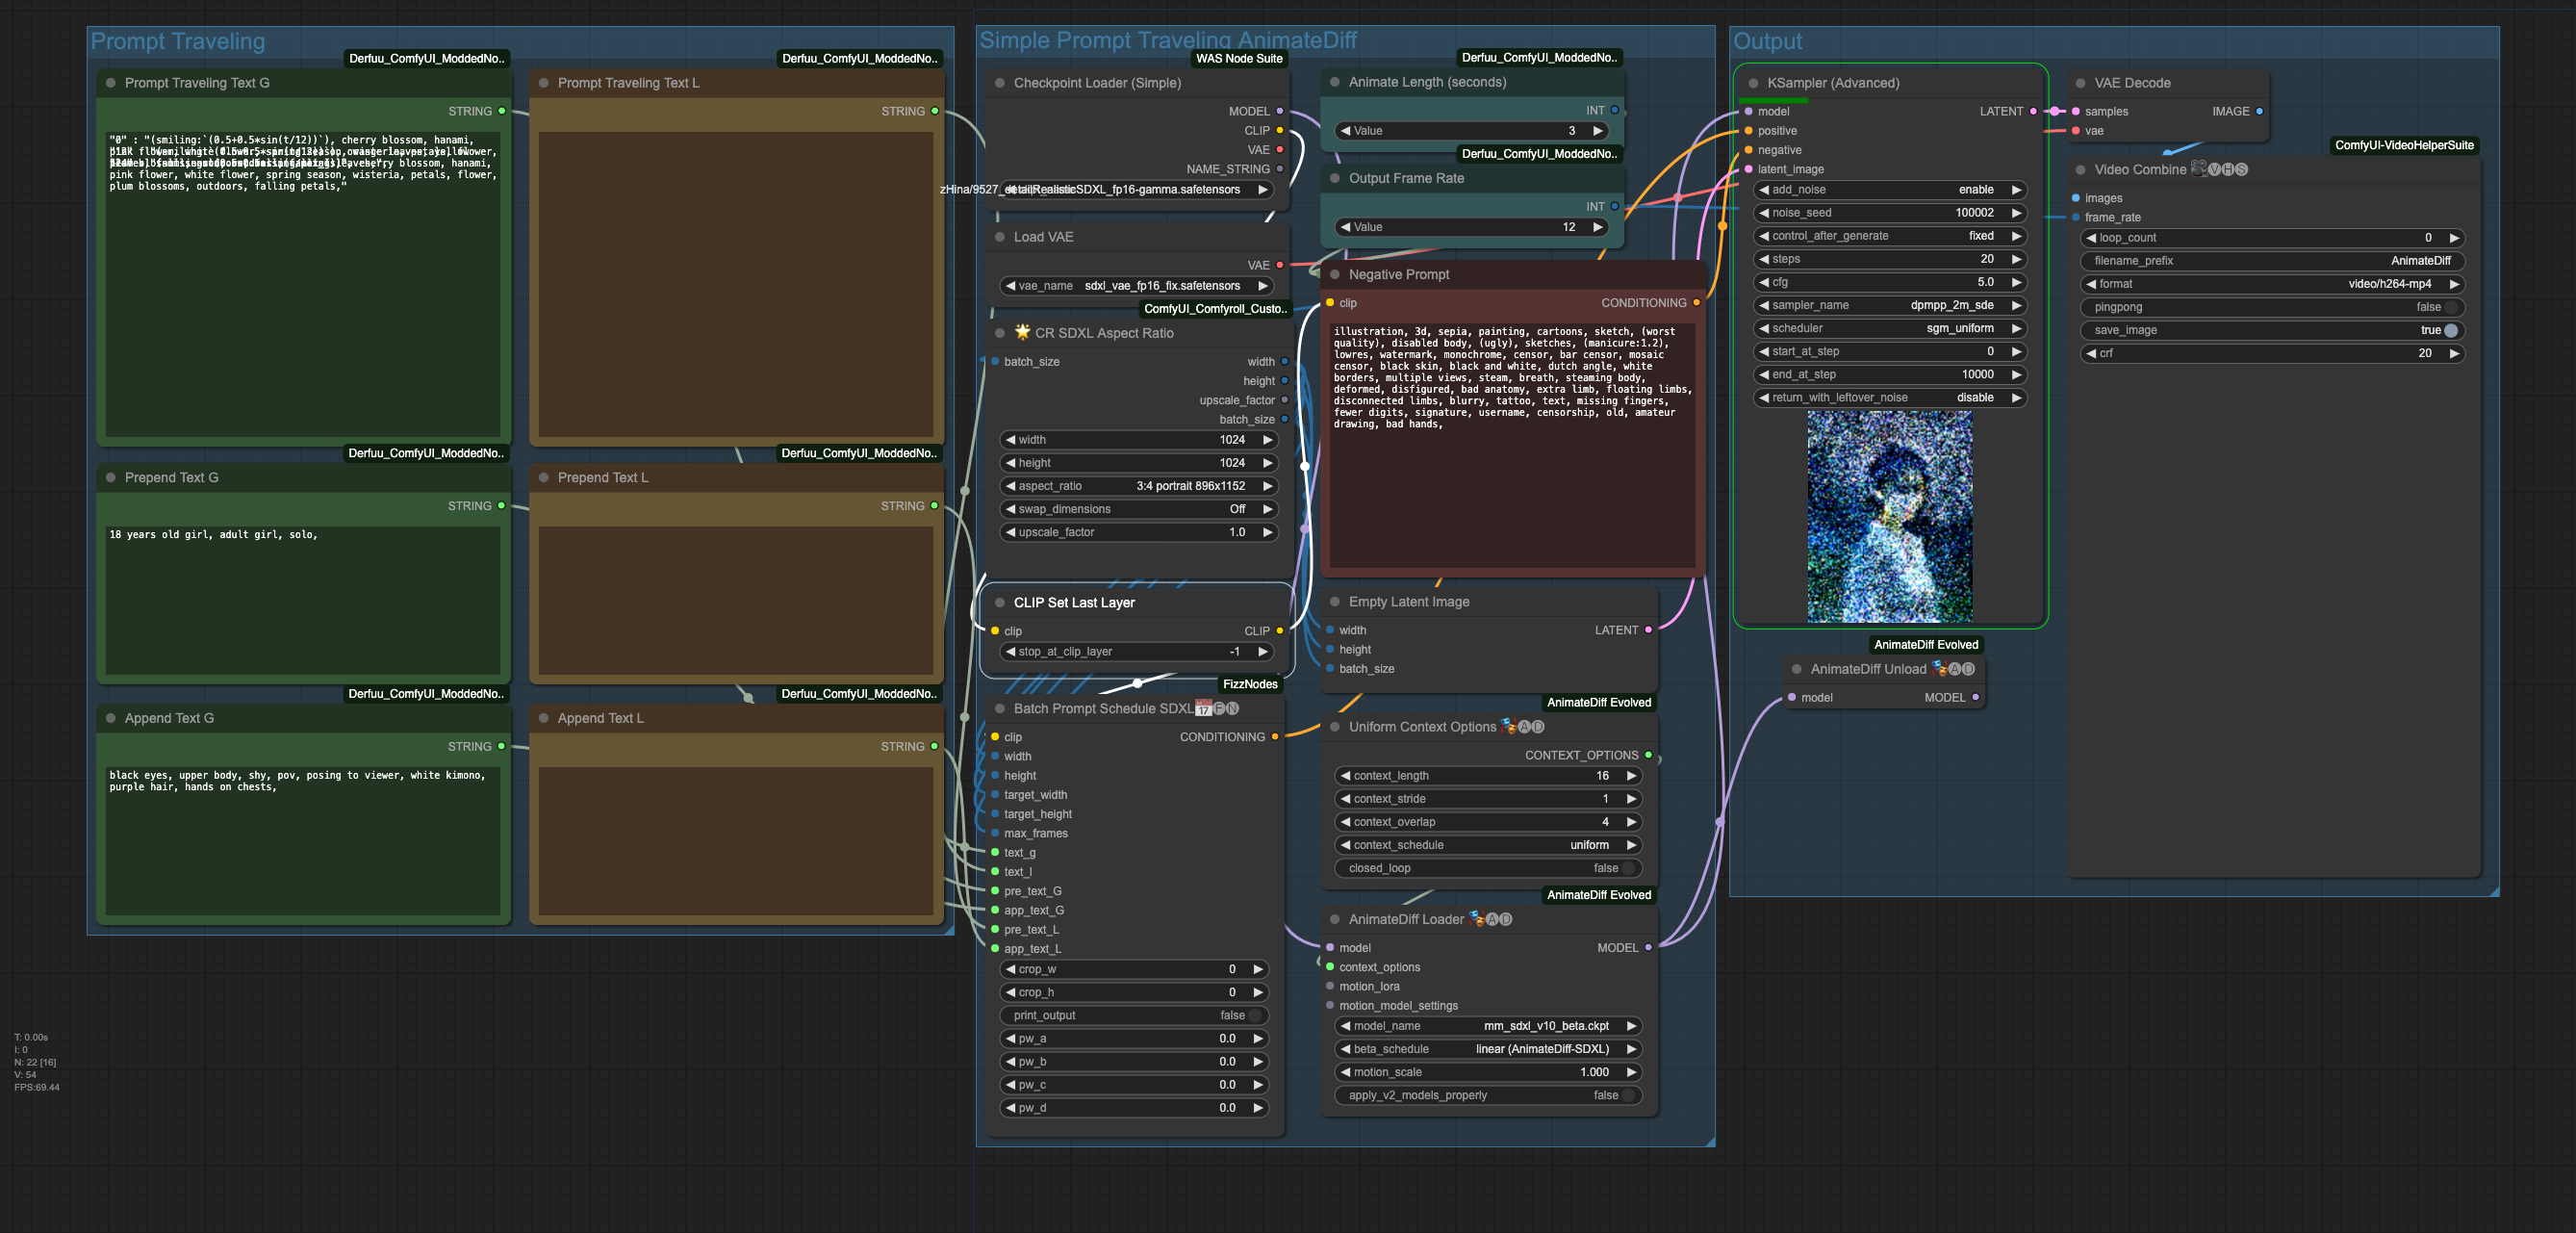 Prompt Traveling
Derfuu_ComfyUI_ModdedNo..
Prompt Traveling Text G
STRING
"0" : "(smiling:`(0.5+0.5*sin(t/12))`), cherry blossom, hanami,
pink flower, white flower, spring season, wisteria, petals, flower,
plum blossoms, outdoors, falling petals,"
Derfuu_ComfyUI_ModdedNo..
Prompt Traveling Text L
STRING
Derfuu_ComfyUI_ModdedNo..
Prepend Text G
STRING
18 years old girl, adult girl, solo,
Derfuu_ComfyUI_ModdedNo..
Prepend Text L
STRING
Derfuu_ComfyUI_ModdedNo..
Append Text G
STRING
black eyes, upper body, shy, pov, posing to viewer, white kimono,
purple hair, hands on chests,
Derfuu_ComfyUI_ModdedNo..
Append Text L
STRING
Simple Prompt Traveling AnimateDiff
WAS Node Suite
Checkpoint Loader (Simple)
MODEL
CLIP
VAE
NAME_STRING
Load VAE
VAE
vae_name sdxl_vae_fp16_fix.safetensors
ComfyUI_Comfyroll_Custo..
CR SDXL Aspect Ratio
batch_size width
height
upscale_factor
batch_size
width 1024
height 1024
aspect_ratio 3:4 portrait 896x1152
swap_dimensions Off
upscale_factor 1.0
CLIP Set Last Layer
clip CLIP
stop_at_clip_layer -1
FizzNodes
Batch Prompt Schedule SDXL
clip CONDITIONING
width
height
target_width
target_height
max_frames
text_g
text_l
pre_text_G
app_text_G
pre_text_L
app_text_L
crop_w 0
crop_h 0
print_output false
pw_a 0.0
pw_b 0.0
pw_c 0.0
pw_d 0.0
Derfuu_ComfyUI_ModdedNo..
Animate Length (seconds)
INT
Value 3
Derfuu_ComfyUI_ModdedNo..
Output Frame Rate
INT
Value 12
Negative Prompt
clip CONDITIONING
illustration, 3d, sepia, painting, cartoons, sketch, (worst
quality), disabled body, (ugly), sketches, (manicure:1.2),
lowres, watermark, monochrome, censor, bar censor, mosaic
censor, black skin, black and white, dutch angle, white
borders, multiple views, steam, breath, steaming body,
deformed, disfigured, bad anatomy, extra limb, floating limbs,
disconnected limbs, blurry, tattoo, text, missing fingers,
fewer digits, signature, username, censorship, old, amateur
drawing, bad hands,
Empty Latent Image
width LATENT
height
batch_size
AnimateDiff Evolved
Uniform Context Options
CONTEXT_OPTIONS
context_length 16
context_stride 1
context_overlap 4
context_schedule uniform
closed_loop false
AnimateDiff Evolved
AnimateDiff Loader
model MODEL
context_options
motion_lora
motion_model_settings
model_name mm_sdxl_v10_beta.ckpt
beta_schedule linear (AnimateDiff-SDXL)
motion_scale 1.000
apply_v2_models_properly false
Output
KSampler (Advanced)
model LATENT
positive
negative
latent_image
add_noise enable
noise_seed 100002
control_after_generate fixed
steps 20
cfg 5.0
sampler_name dpmpp_2m_sde
scheduler sgm_uniform
start_at_step 0
end_at_step 10000
return_with_leftover_noise disable
AnimateDiff Evolved
AnimateDiff Unload
model MODEL
VAE Decode
samples IMAGE
vae
ComfyUI-VideoHelperSuite
Video Combine
images
frame_rate
loop_count 0
filename_prefix AnimateDiff
format video/h264-mp4
pingpong false
save_image true
crf 20
T: 0.00s
I: 0
N: 22 [16]
V: 54
FPS:69.44